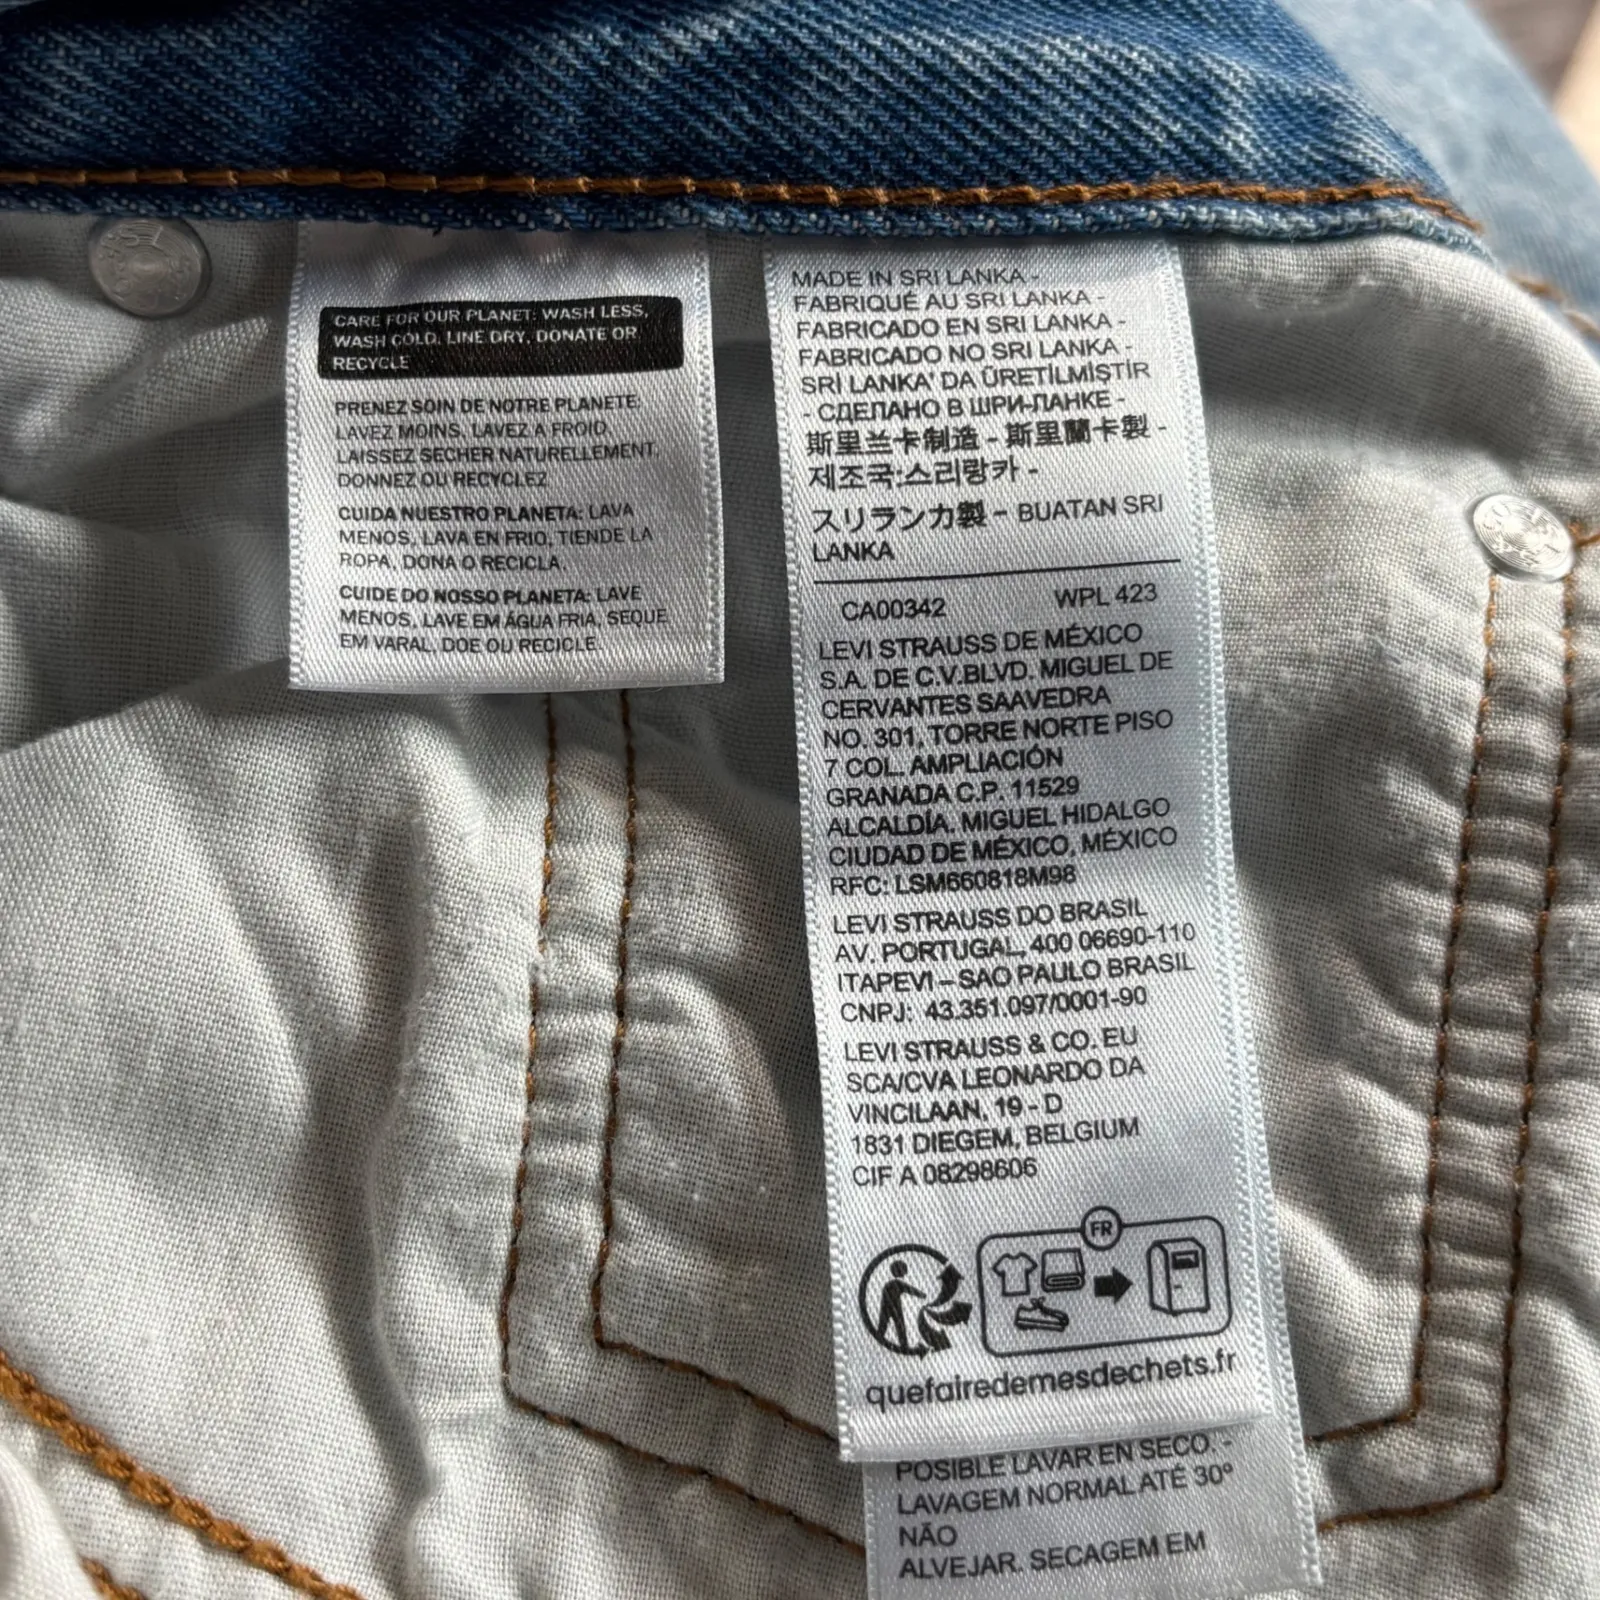 CARE FOR OUR PLANET: WASH LESS,
WASH COLD, LINE DRY, DONATE OR
RECYCLE
PRENEZ SOIN DE NOTRE PLANETE:
LAVEZ MOINS, LAVEZ A FROID,
LAISSEZ SECHER NATURELLEMENT,
DONNEZ OU RECYCLEZ
CUIDA NUESTRO PLANETA: LAVA
MENOS, LAVA EN FRIO, TIENDE LA
ROPA, DONA O RECICLA.
CUIDE DO NOSSO PLANETA: LAVE
MENOS, LAVE EM ÁGUA FRIA, SEQUE
EM VARAL, DOE OU RECICLE.
MADE IN SRI LANKA -
FABRIQUÉ AU SRI LANKA -
FABRICADO EN SRI LANKA -
FABRICADO NO SRI LANKA -
SRİ LANKA' DA ÜRETİLMİŞTİR
- СДЕЛАНО В ШРИ-ЛАНКЕ -
斯里兰卡制造 - 斯里蘭卡製 -
제조국:스리랑카 -
スリランカ製 - BUATAN SRI
LANKA
CA00342 WPL 423
LEVI STRAUSS DE MÉXICO
S.A. DE C.V.BLVD. MIGUEL DE
CERVANTES SAAVEDRA
NO. 301, TORRE NORTE PISO
7 COL. AMPLIACIÓN
GRANADA C.P. 11529
ALCALDÍA. MIGUEL HIDALGO
CIUDAD DE MÉXICO, MÉXICO
RFC: LSM660818M98
LEVI STRAUSS DO BRASIL
AV. PORTUGAL, 400 06690-110
ITAPEVI – SAO PAULO BRASIL
CNPJ: 43.351.097/0001-90
LEVI STRAUSS & CO. EU
SCA/CVA LEONARDO DA
VINCILAAN, 19 - D
1831 DIEGEM, BELGIUM
CIF A 08298606
FR
quefairedemesdechets.fr
POSIBLE LAVAR EN SECO. -
LAVAGEM NORMAL ATÉ 30°
NÃO
ALVEJAR. SECAGEM EM